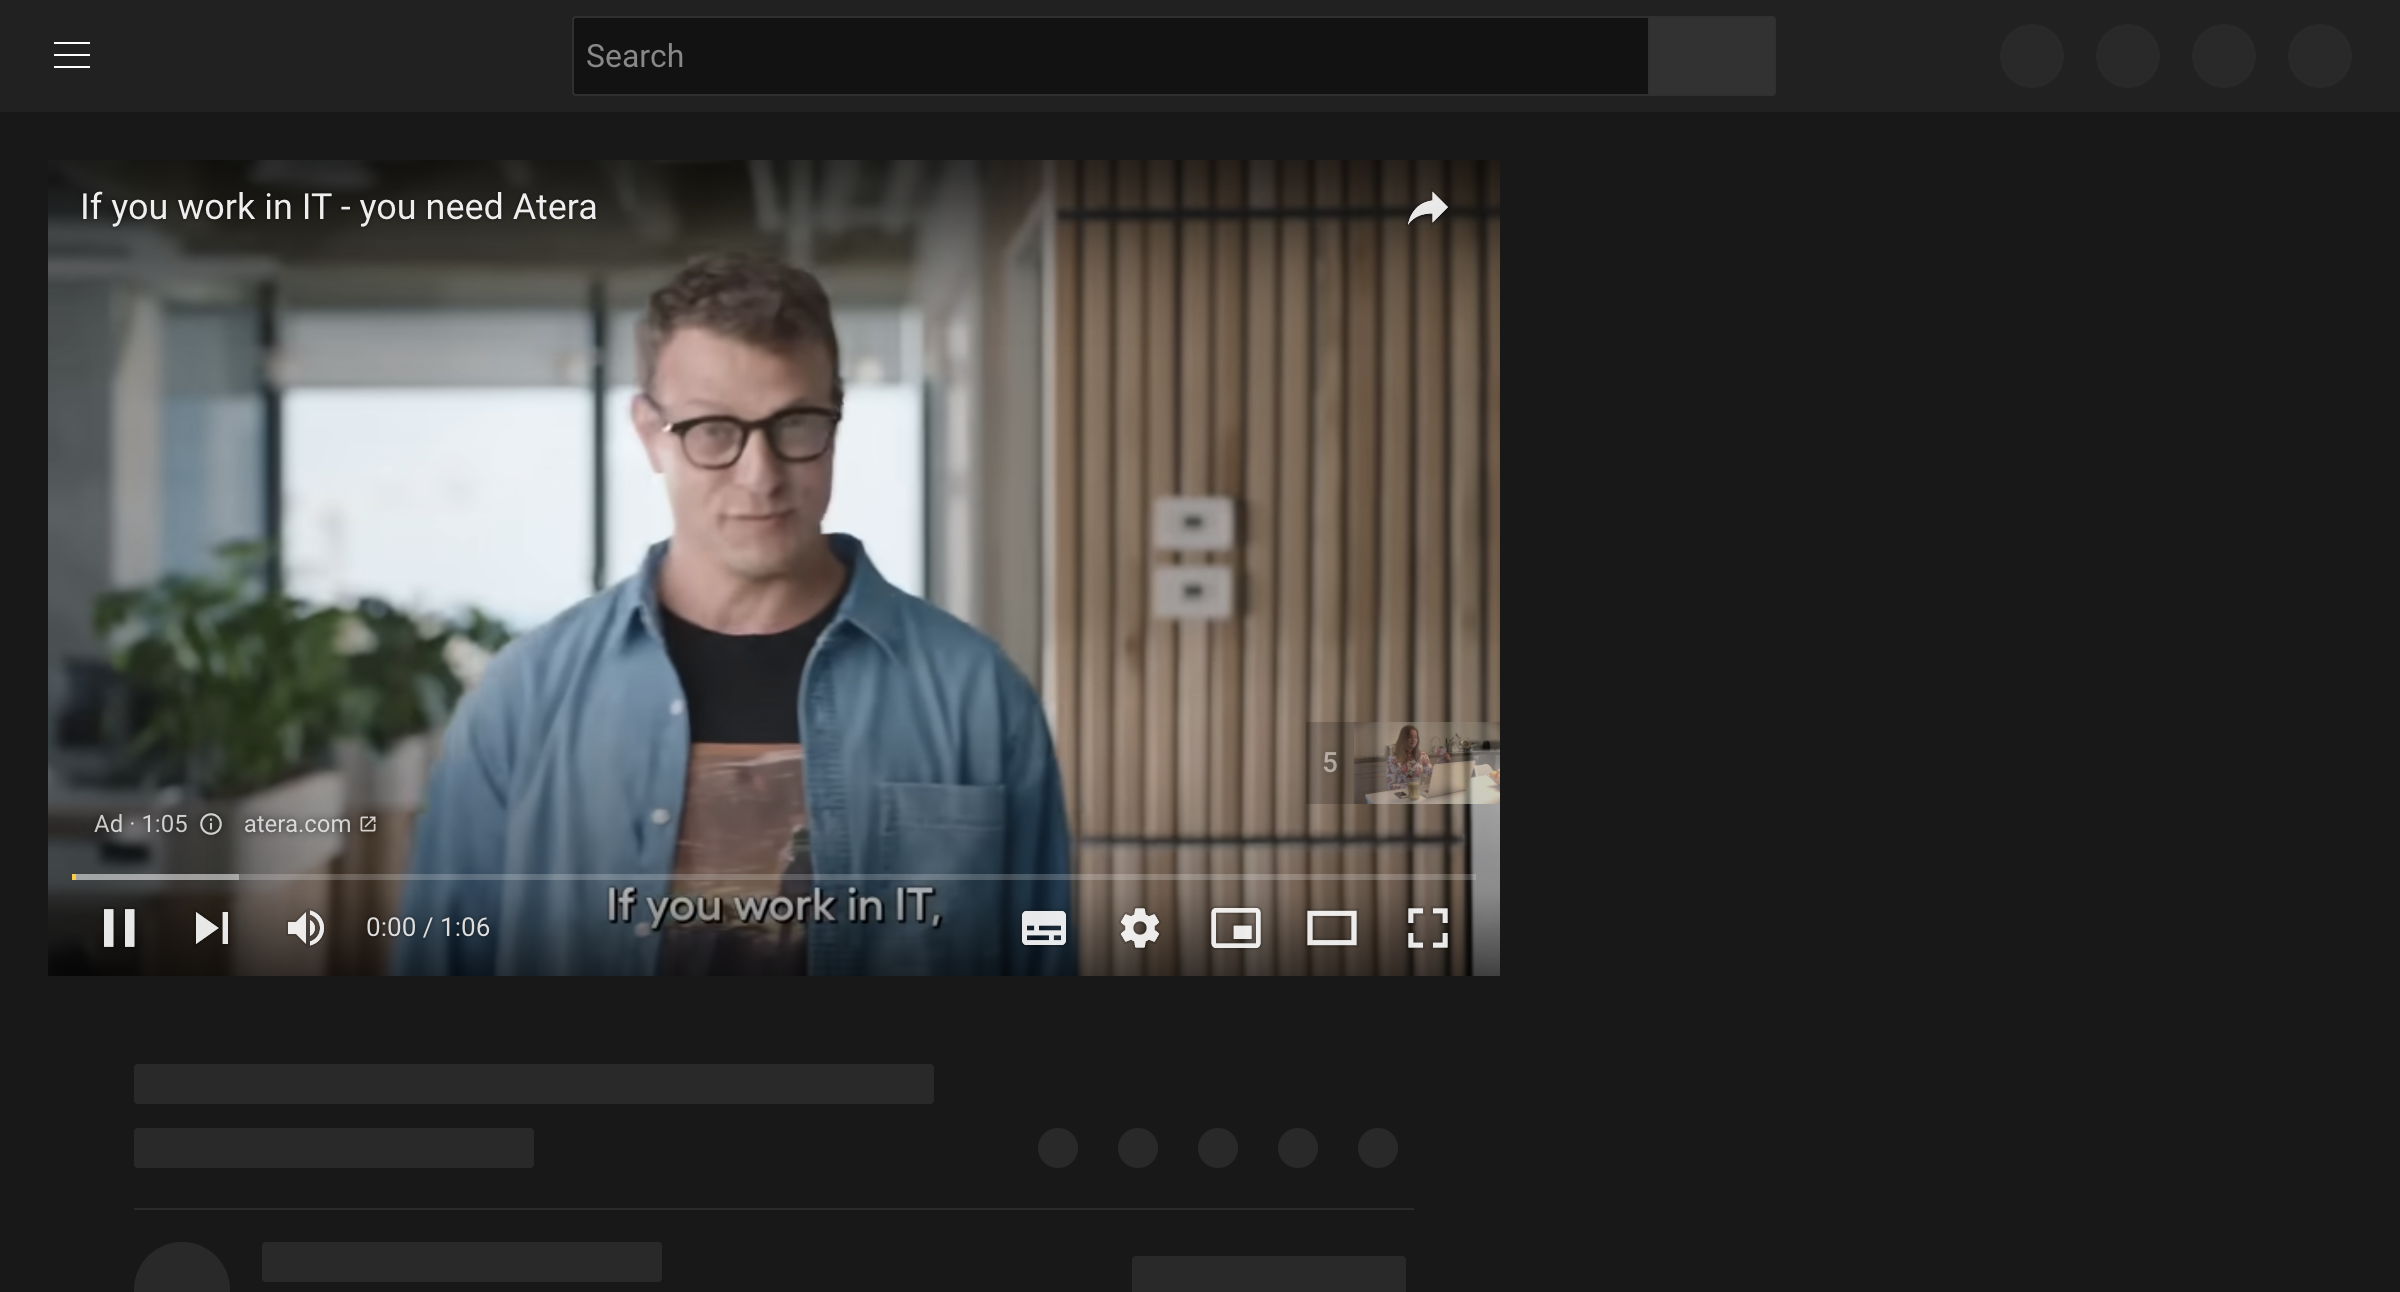 Search
If you work in IT - you need Atera
5
Ad · 1:05 atera.com
If you work in IT,
0:00 / 1:06